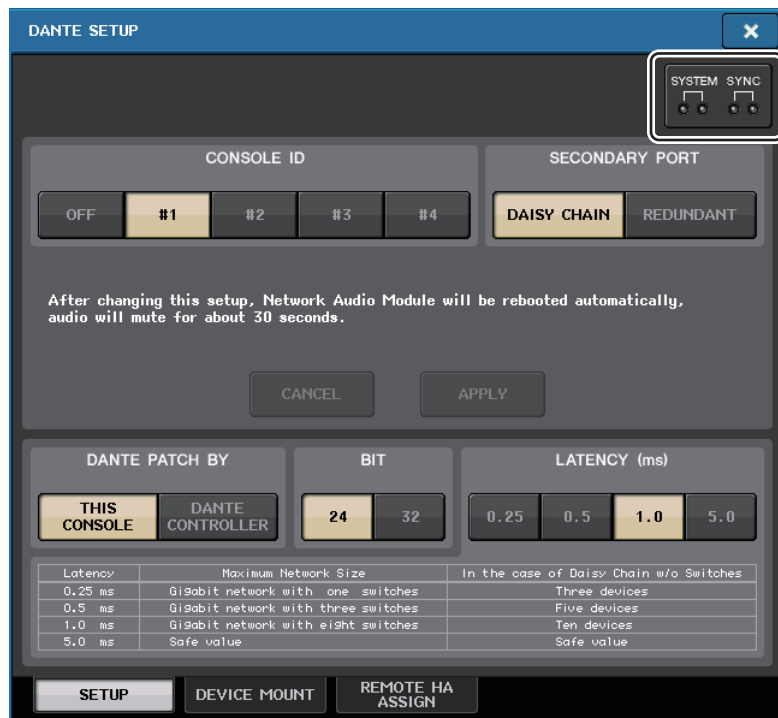 DANTE SETUP
SYSTEM SYNC
CONSOLE ID
SECONDARY PORT
OFF #1 #2 #3 #4
DAISY CHAIN REDUNDANT
After changing this setup, Network Audio Module will be rebooted automatically,
audio will mute for about 30 seconds.
CANCEL APPLY
DANTE PATCH BY
BIT
LATENCY (ms)
THIS CONSOLE
DANTE CONTROLLER
24 32
0.25 0.5 1.0 5.0
Latency Maximum Network Size In the case of Daisy Chain w/o Switches
0.25 ms Gigabit network with one switches Three devices
0.5 ms Gigabit network with three switches Five devices
1.0 ms Gigabit network with eight switches Ten devices
5.0 ms Safe value Safe value
SETUP DEVICE MOUNT REMOTE HA ASSIGN